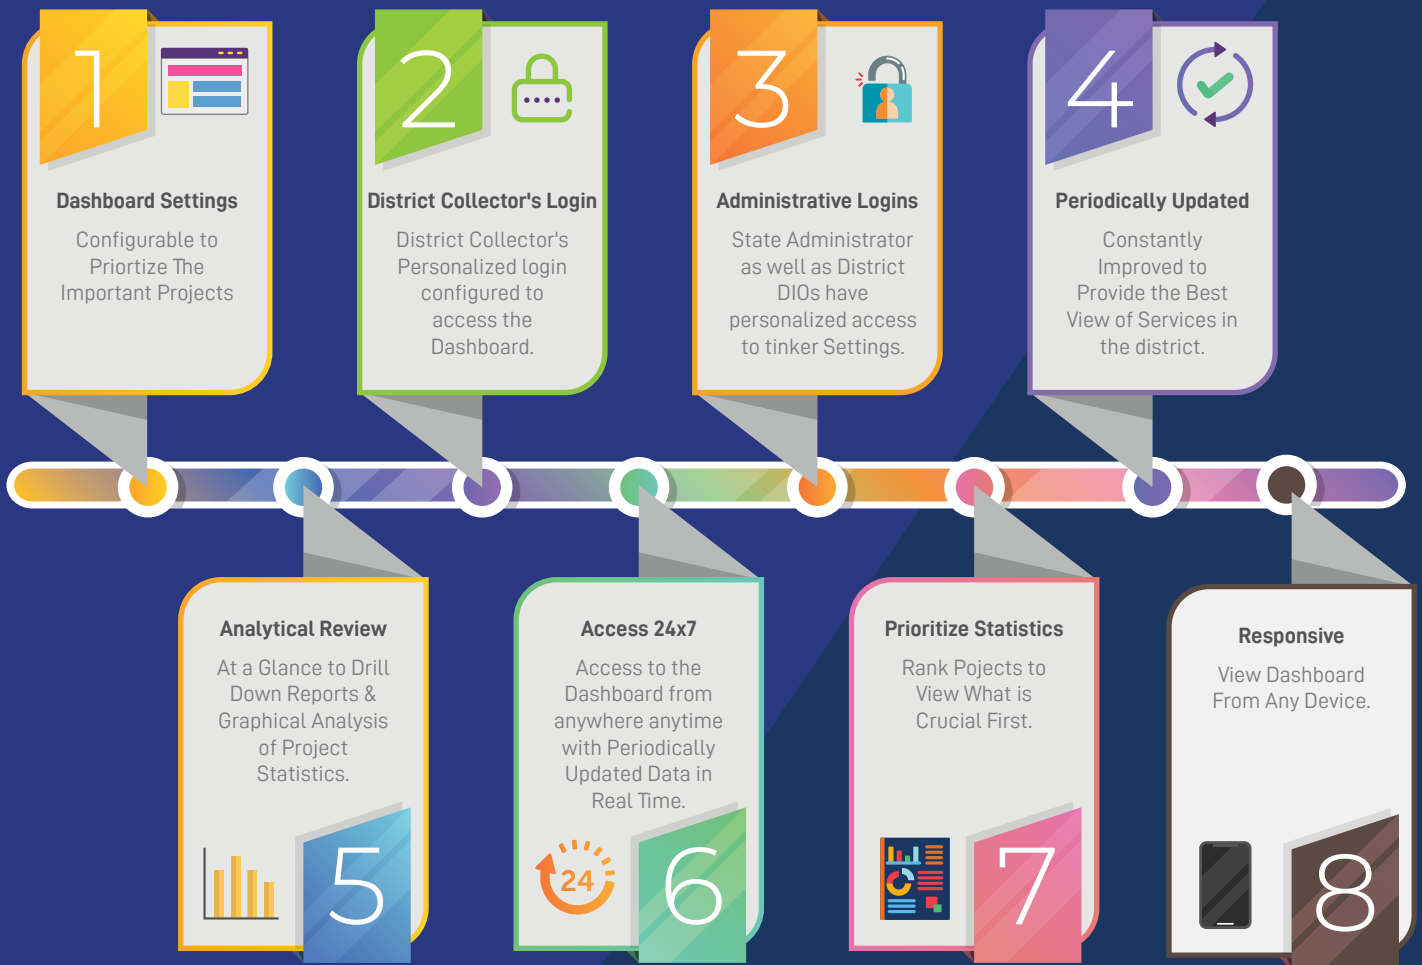 1
Dashboard Settings
Configurable to
Priortize The
Important Projects
2
District Collector's Login
District Collector's
Personalized login
configured to
access the
Dashboard.
3
Administrative Logins
State Administrator
as well as District
DIOs have
personalized access
to tinker Settings.
4
Periodically Updated
Constantly
Improved to
Provide the Best
View of Services in
the district.
Analytical Review
At a Glance to Drill
Down Reports &
Graphical Analysis
of Project
Statistics.
5
Access 24x7
Access to the
Dashboard from
anywhere anytime
with Periodically
Updated Data in
Real Time.
24
6
Prioritize Statistics
Rank Pojects to
View What is
Crucial First.
7
Responsive
View Dashboard
From Any Device.
8